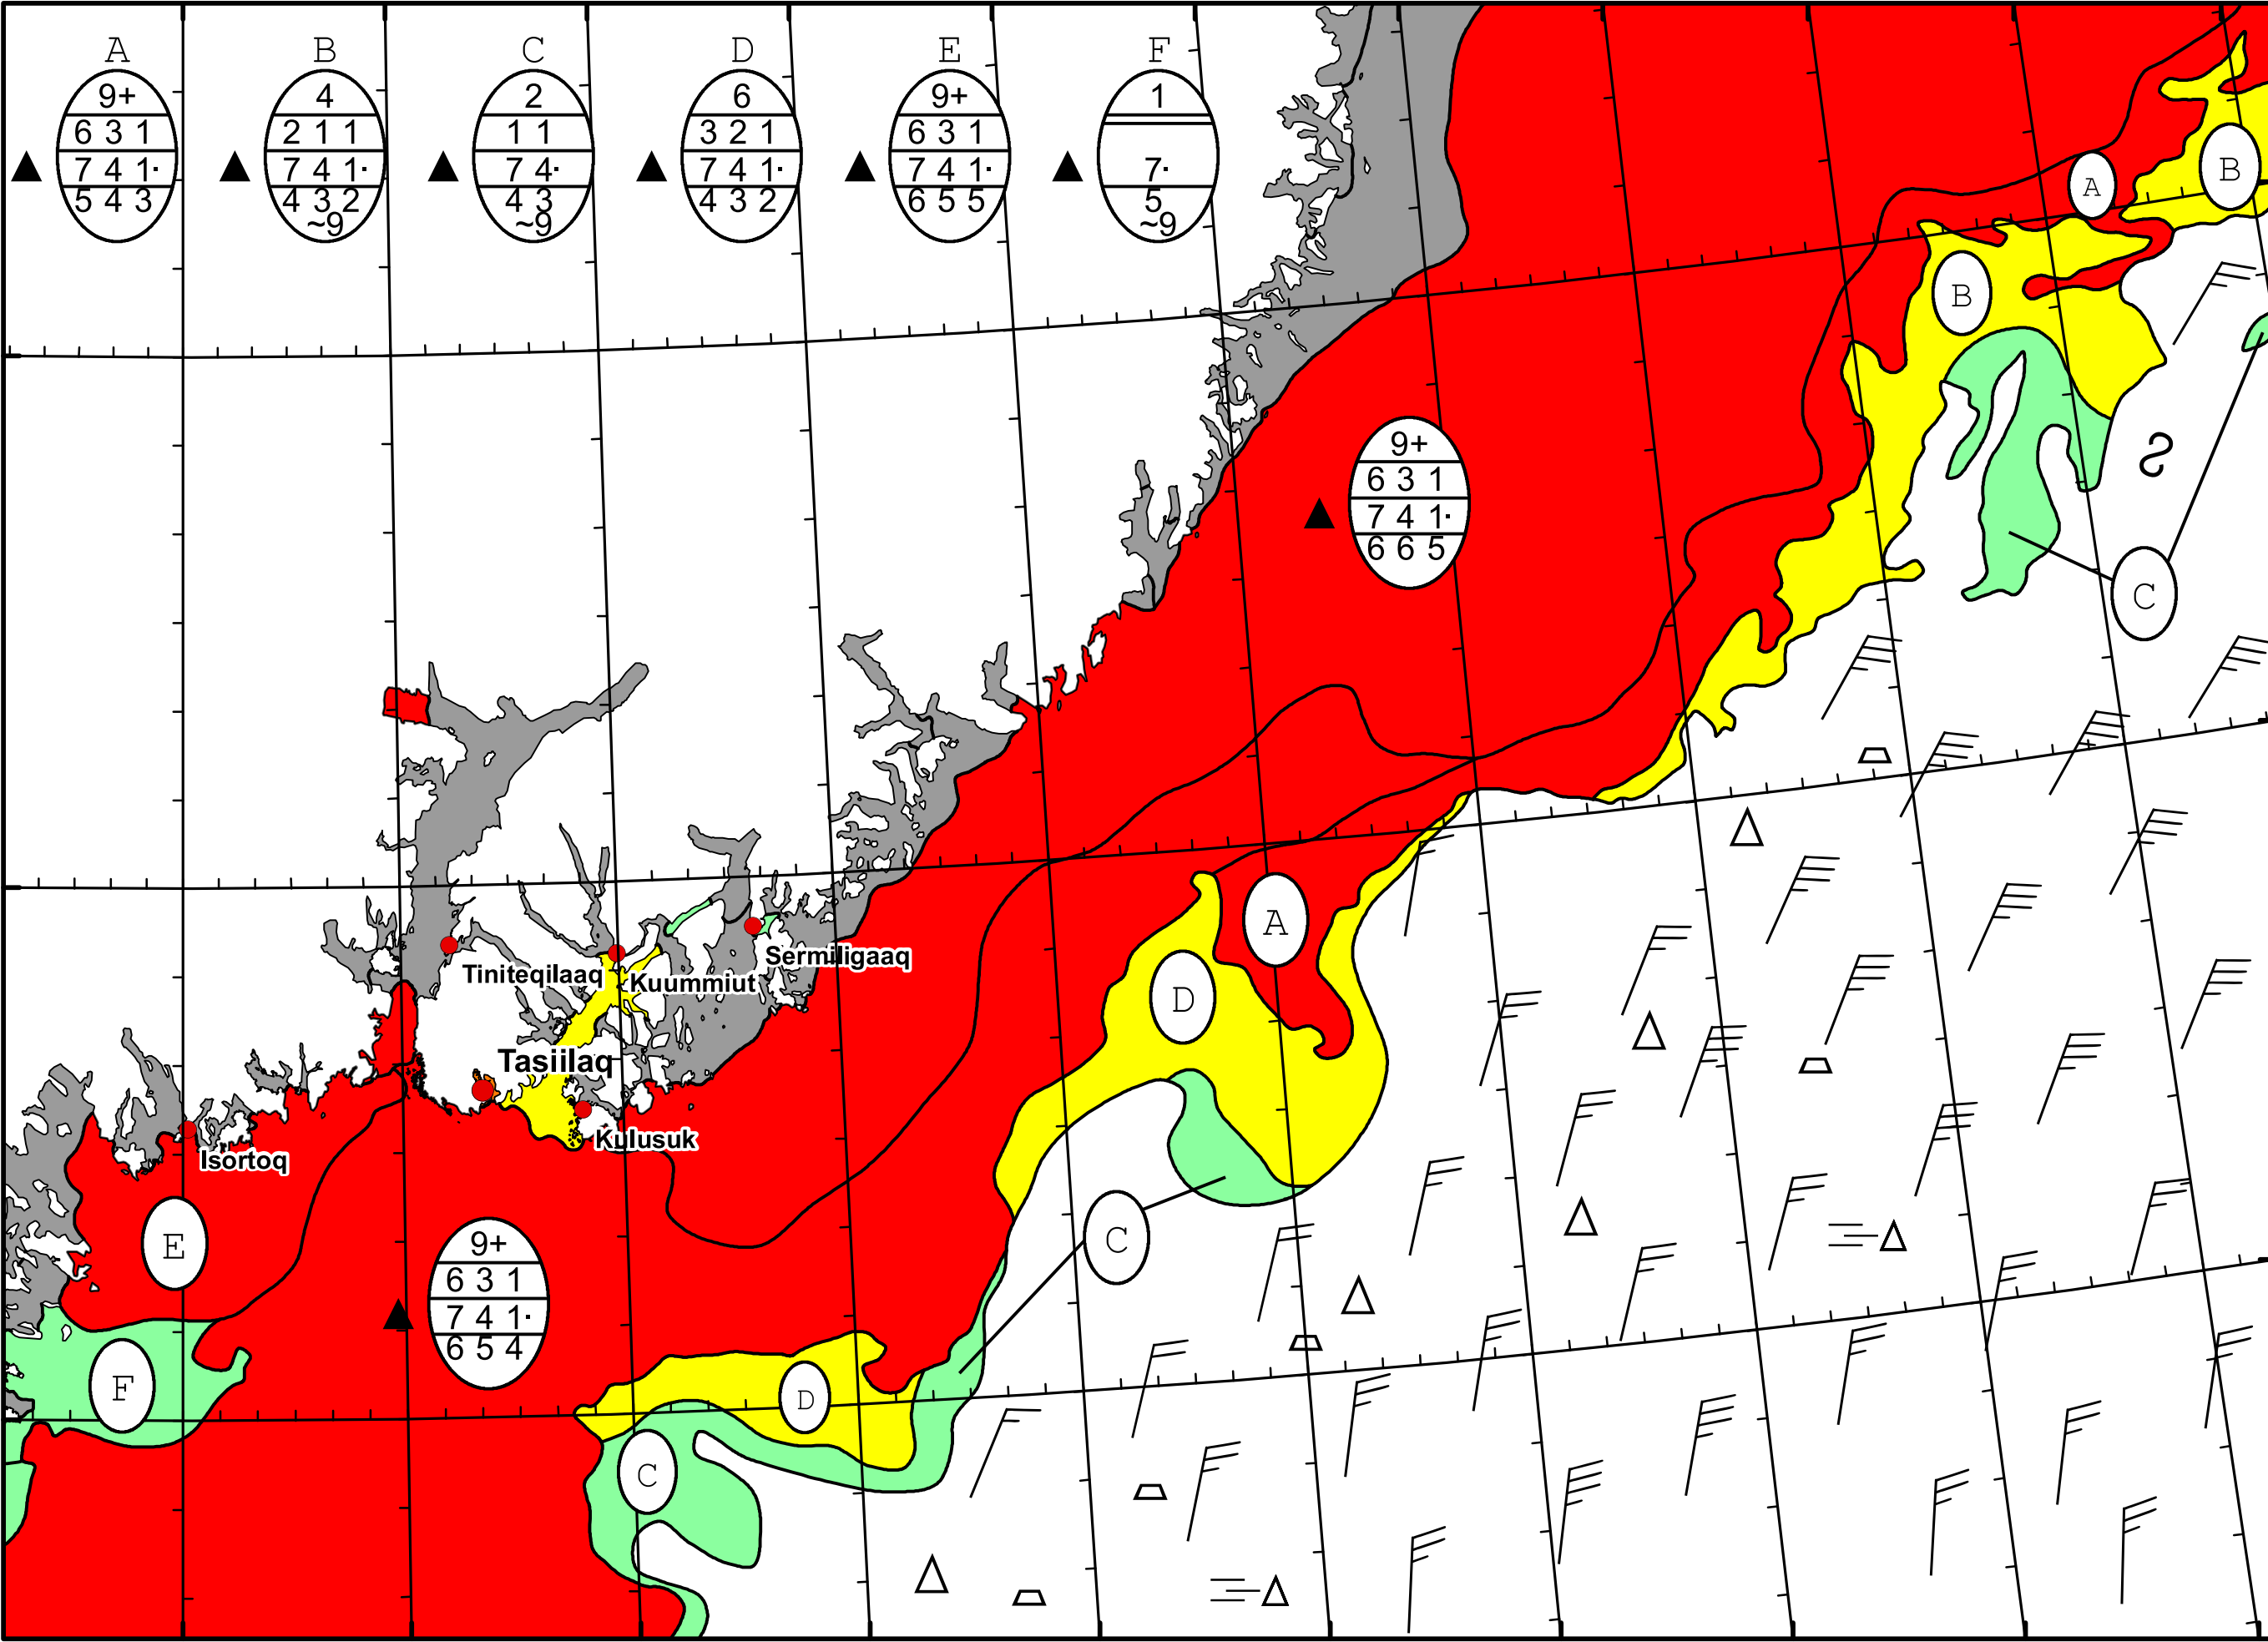 A B C D E F
9+ 4 2 6 9+ 1
6 3 1 2 1 1 1 1 3 2 1 6 3 1
7 4 1· 7 4 1· 7 4· 7 4 1· 7 4 1· 7·
5 4 3 4 3 2 4 3 4 3 2 6 5 5 5
~9 ~9 ~9
A
B
B
9+
6 3 1
7 4 1·
6 6 5
C
A
Sermiligaaq
Tiniteqilaaq
Kuummiut
D
Tasiilaq
Kulusuk
Isortoq
E
C
9+
6 3 1
7 4 1·
6 5 4
F
D
C